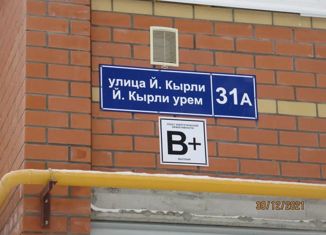 улица Й. Кырли
Й. Кырли урем
31А
B+
30/12/2021